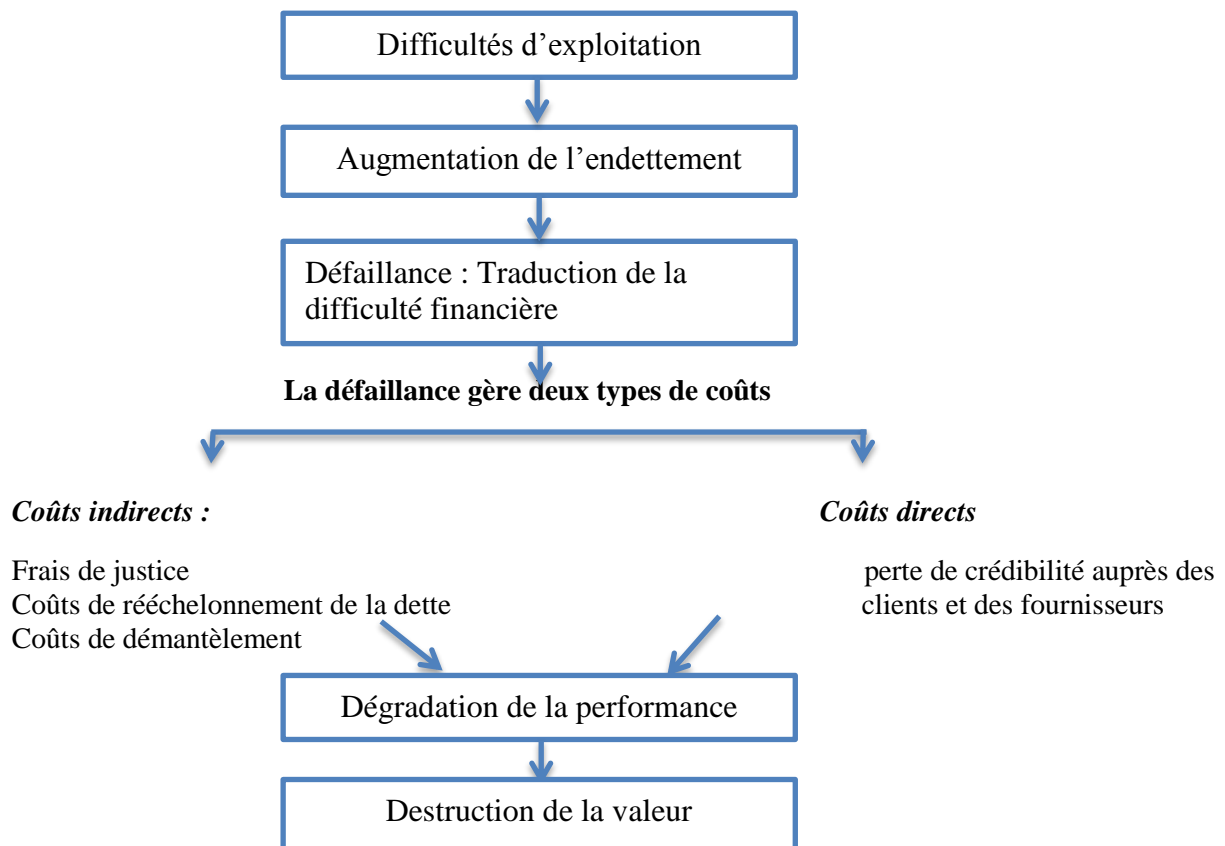 Difficultés d’exploitation
Augmentation de l’endettement
Défaillance : Traduction de la
difficulté financière
La défaillance gère deux types de coûts
Coûts indirects :
Frais de justice
Coûts de rééchelonnement de la dette
Coûts de démantèlement
Coûts directs
perte de crédibilité auprès des
clients et des fournisseurs
Dégradation de la performance
Destruction de la valeur